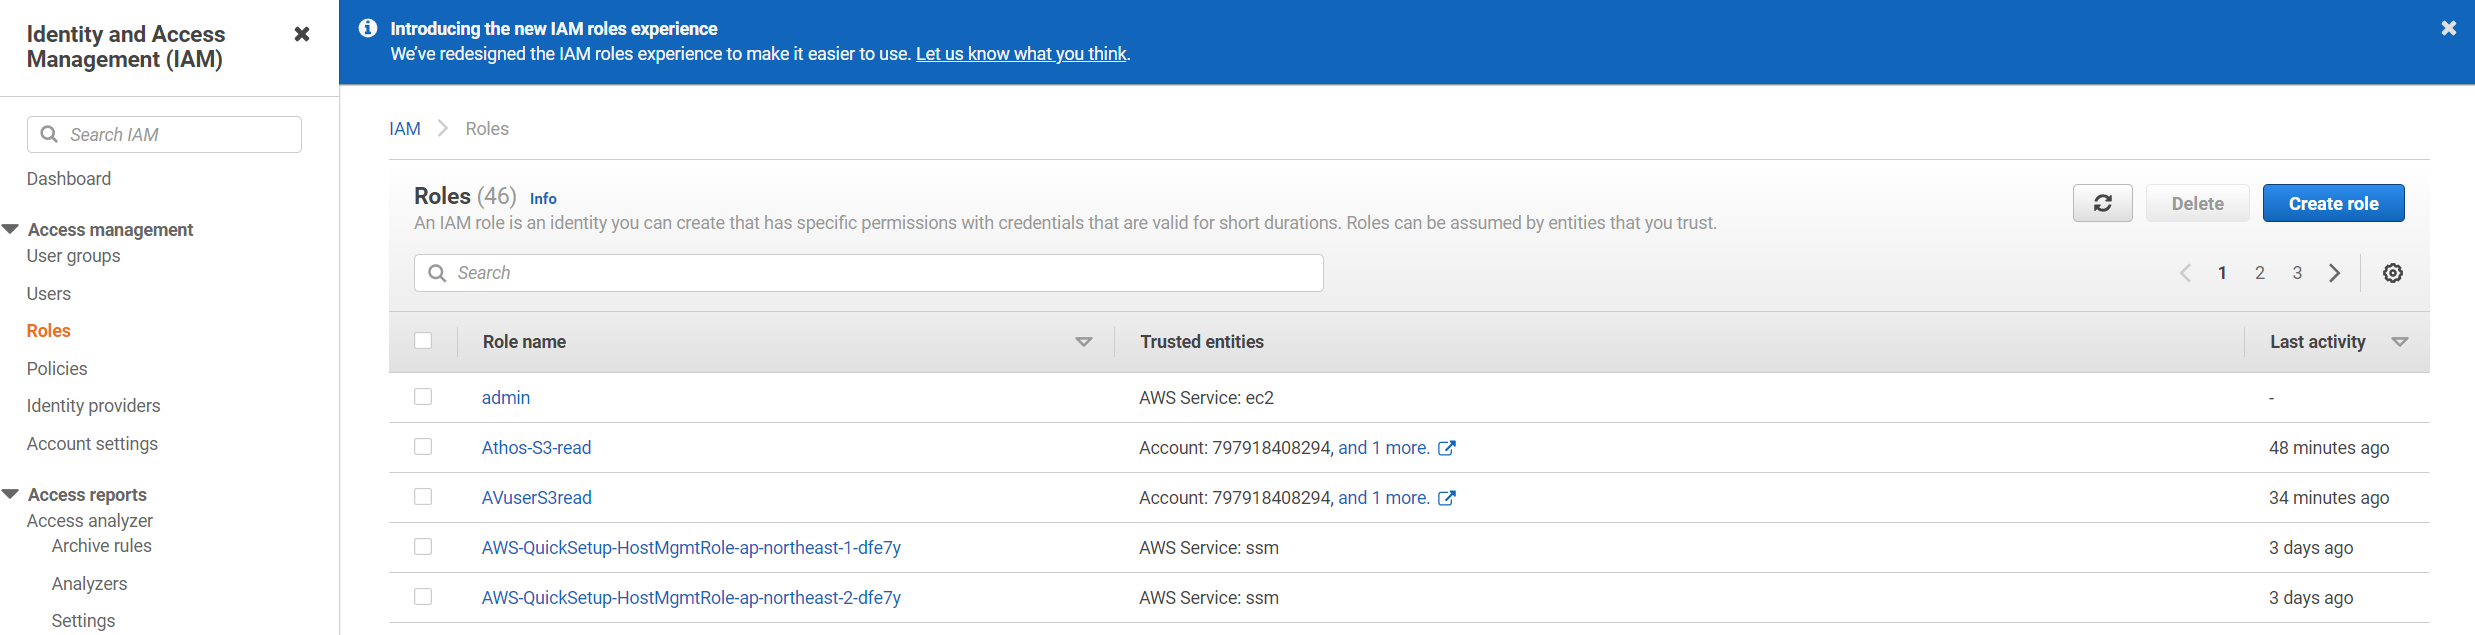 Identity and Access
Management (IAM)
Search IAM
Dashboard
Access management
User groups
Users
Roles
Policies
Identity providers
Account settings
Access reports
Access analyzer
Archive rules
Analyzers
Settings
Introducing the new IAM roles experience
We've redesigned the IAM roles experience to make it easier to use. Let us know what you think.
IAM Roles
Roles (46) Info
An IAM role is an identity you can create that has specific permissions with credentials that are valid for short durations. Roles can be assumed by entities that you trust.
Delete Create role
Search
1 2 3
Role name Trusted entities Last activity
admin AWS Service: ec2 -
Athos-S3-read Account: 797918408294, and 1 more. 48 minutes ago
AVuserS3read Account: 797918408294, and 1 more. 34 minutes ago
AWS-QuickSetup-HostMgmtRole-ap-northeast-1-dfe7y AWS Service: ssm 3 days ago
AWS-QuickSetup-HostMgmtRole-ap-northeast-2-dfe7y AWS Service: ssm 3 days ago